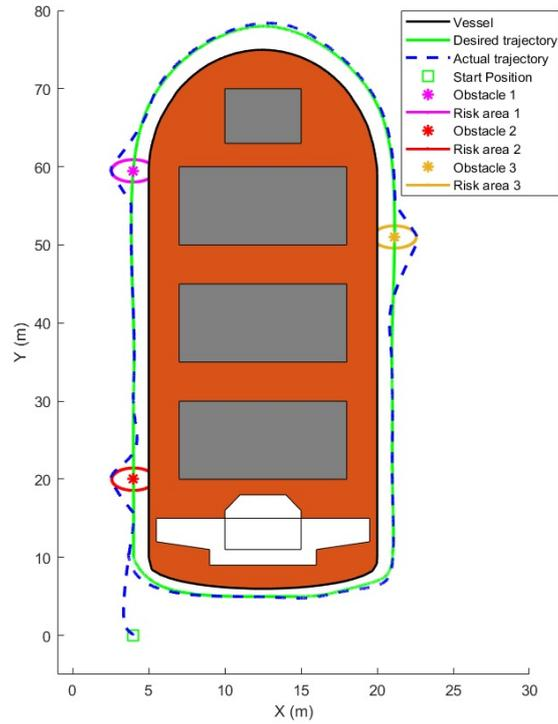 80
70
60
50
40
30
20
10
0
Y (m)
0 5 10 15 20 25 30
X (m)
Vessel
Desired trajectory
Actual trajectory
Start Position
Obstacle 1
Risk area 1
Obstacle 2
Risk area 2
Obstacle 3
Risk area 3